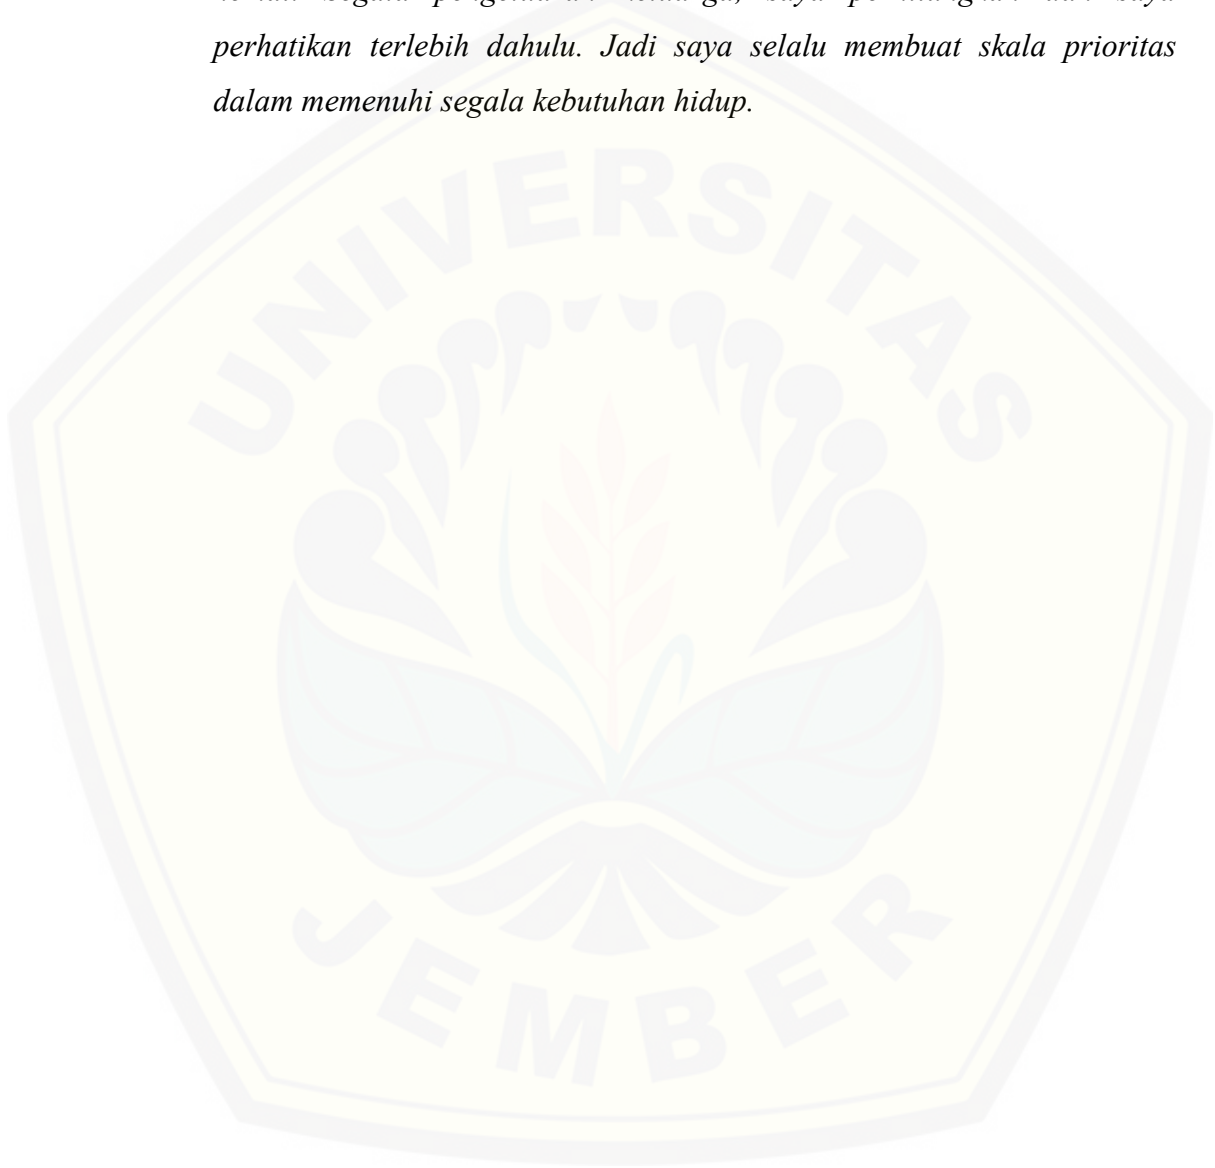 perhatikan terlebih dahulu. Jadi saya selalu membuat skala prioritas
dalam memenuhi segala kebutuhan hidup.
UNIVERSITAS
JEMBER